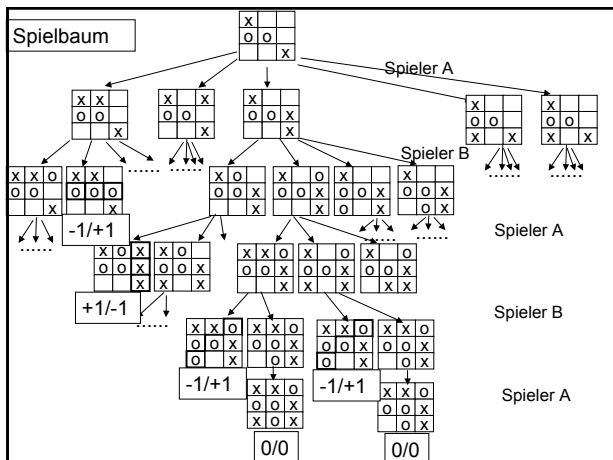 Spielbaum
X
O O
X
Spieler A
X X
O O
X
X X
O O
X
X
O O X
X
X
O O
X X
X
O O
X X
Spieler B
X X O
O O
X
X X
O O O
X
X O
O O X
X
X O
O O X
X
X
O O X
O X
X
O O X
O X
-1/+1
Spieler A
X O X
O O X
X
+1/-1
X X O
O O X
X
Spieler B
X X O
O O X
O X
-1/+1
-1/+1
Spieler A
0/0
0/0